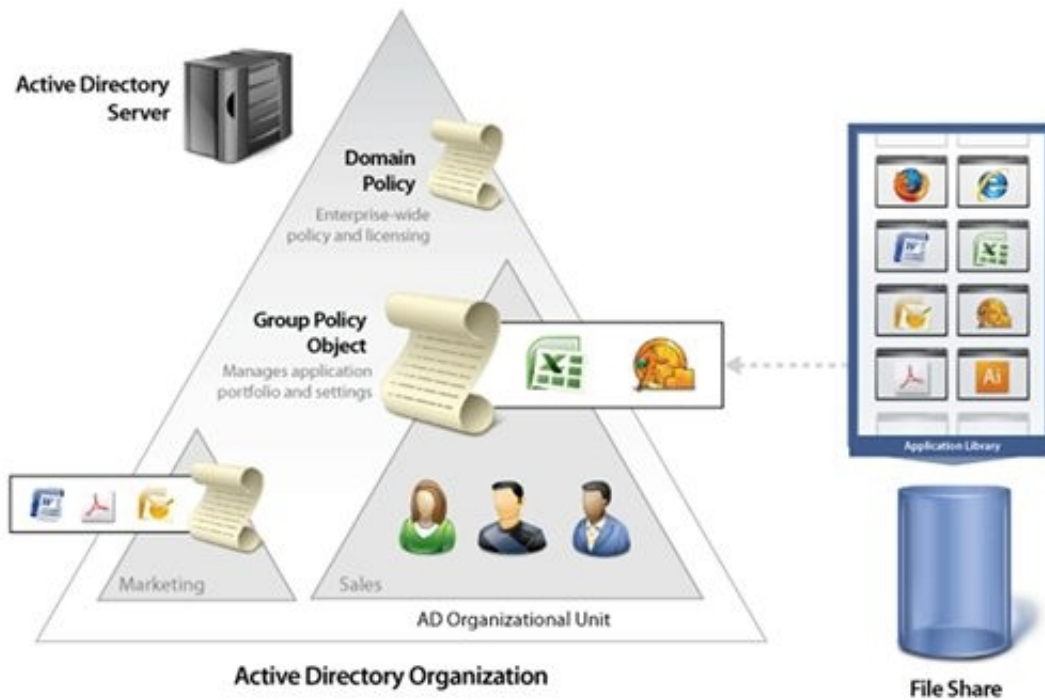 Active Directory
Server
Domain
Policy
Enterprise-wide
policy and licensing
Group Policy
Object
Manages application
portfolio and settings
Marketing
Sales
AD Organizational Unit
Active Directory Organization
Ai
Application Library
File Share